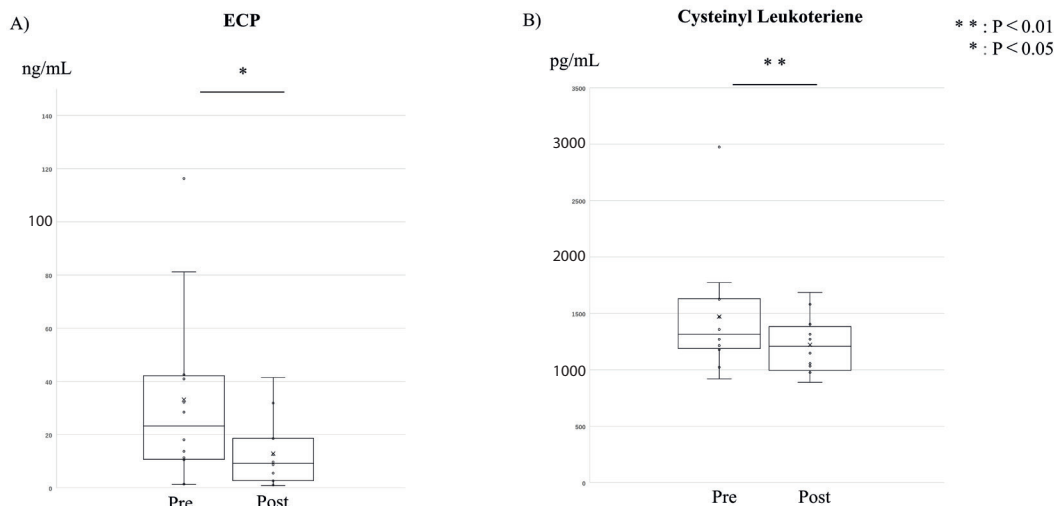 A)
ECP
ng/mL
*
140
120
100
80
60
40
20
0
Pre
Post
B)
Cysteinyl Leukoteriene
pg/mL
* *
3500
3000
2500
2000
1500
1000
500
0
Pre
Post
* * : P < 0.01
* : P < 0.05